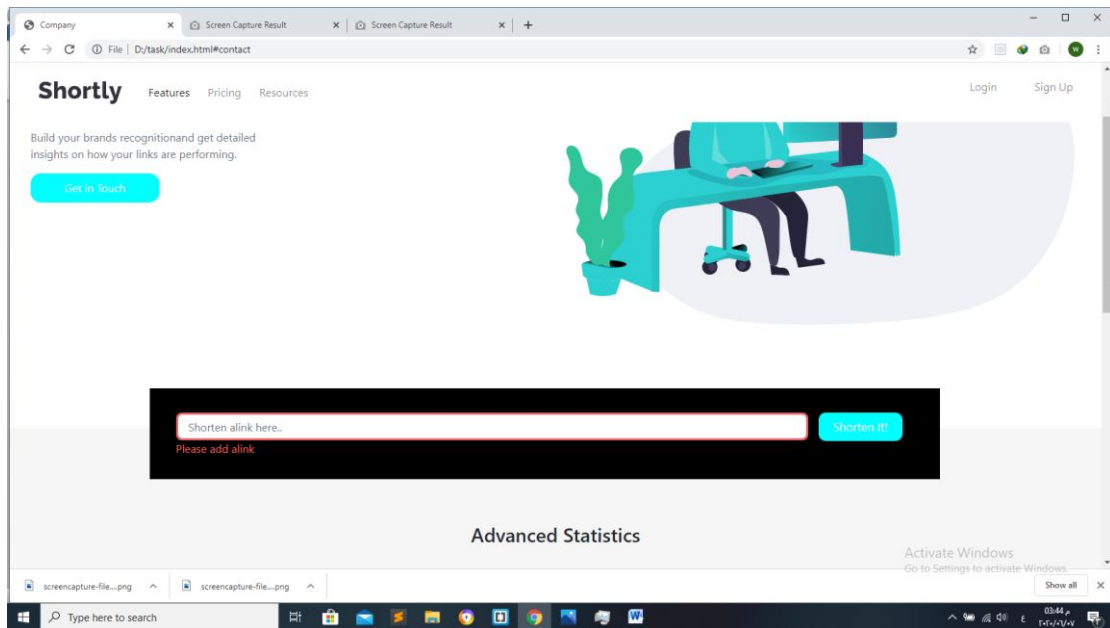 Company
Screen Capture Result
Screen Capture Result
File D:/task/index.html#contact
W
Shortly Features Pricing Resources Login Sign Up
Build your brands recognitionand get detailed
insights on how your links are performing.
Get in Touch
Shorten alink here..
Shorten it!
Please add alink
Advanced Statistics
Activate Windows
Go to Settings to activate Windows.
screencapture-file....png
screencapture-file....png
Show all
Type here to search
W
ع
03:44 م
٢٠٢٠/٠٦/٠٧